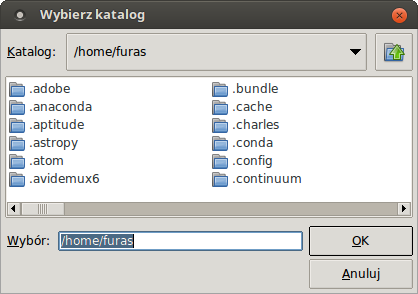 Wybierz katalog
Katalog: /home/furas
.adobe .bundle
.anaconda .cache
.aptitude .charles
.astropy .conda
.atom .config
.avidemux6 .continuum
Wybór: /home/furas OK
Anuluj